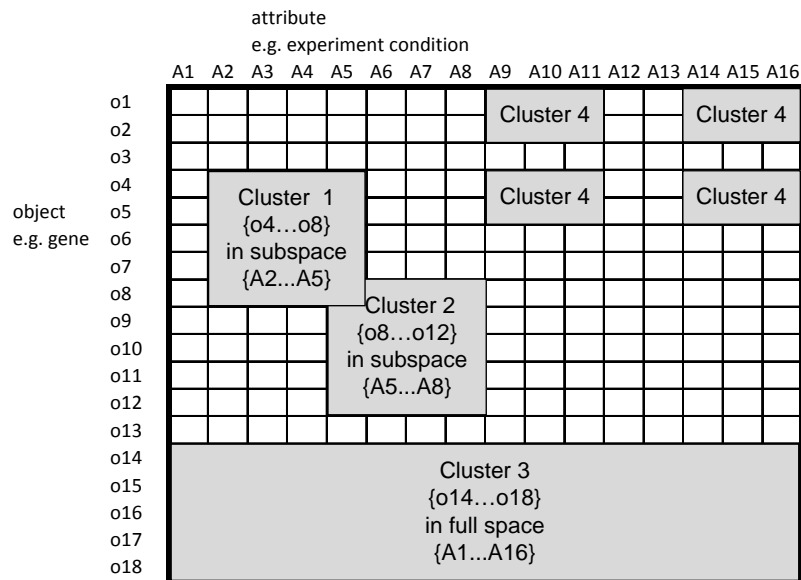 attribute
e.g. experiment condition
A1 A2 A3 A4 A5 A6 A7 A8 A9 A10 A11 A12 A13 A14 A15 A16
o1
Cluster 4 Cluster 4
o2
o3
o4
Cluster 4 Cluster 4
object
e.g. gene
o5
o6
o7
o8
Cluster 1
{o4...o8}
in subspace
{A2...A5}
Cluster 2
{o8...o12}
in subspace
{A5...A8}
o9
o10
o11
o12
o13
o14
o15
o16
o17
o18
Cluster 3
{o14...o18}
in full space
{A1...A16}